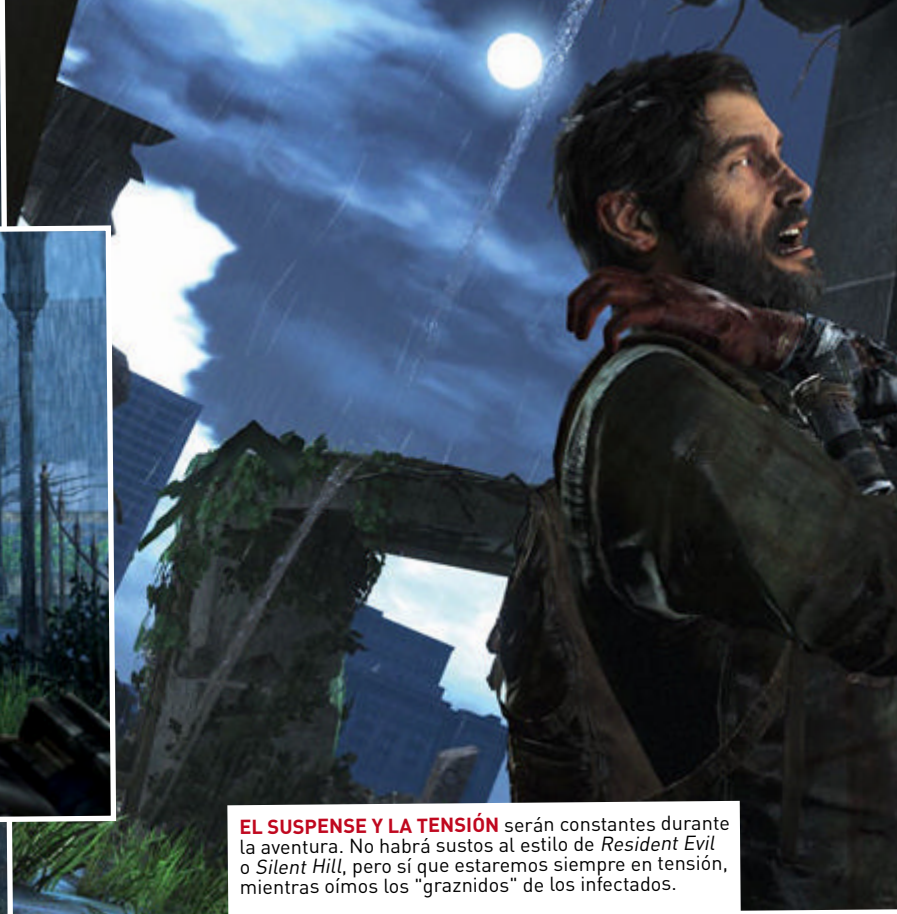 EL SUSPENSE Y LA TENSIÓN serán constantes durante
la aventura. No habrá sustos al estilo de Resident Evil
o Silent Hill, pero sí que estaremos siempre en tensión,
mientras oímos los "graznidos" de los infectados.